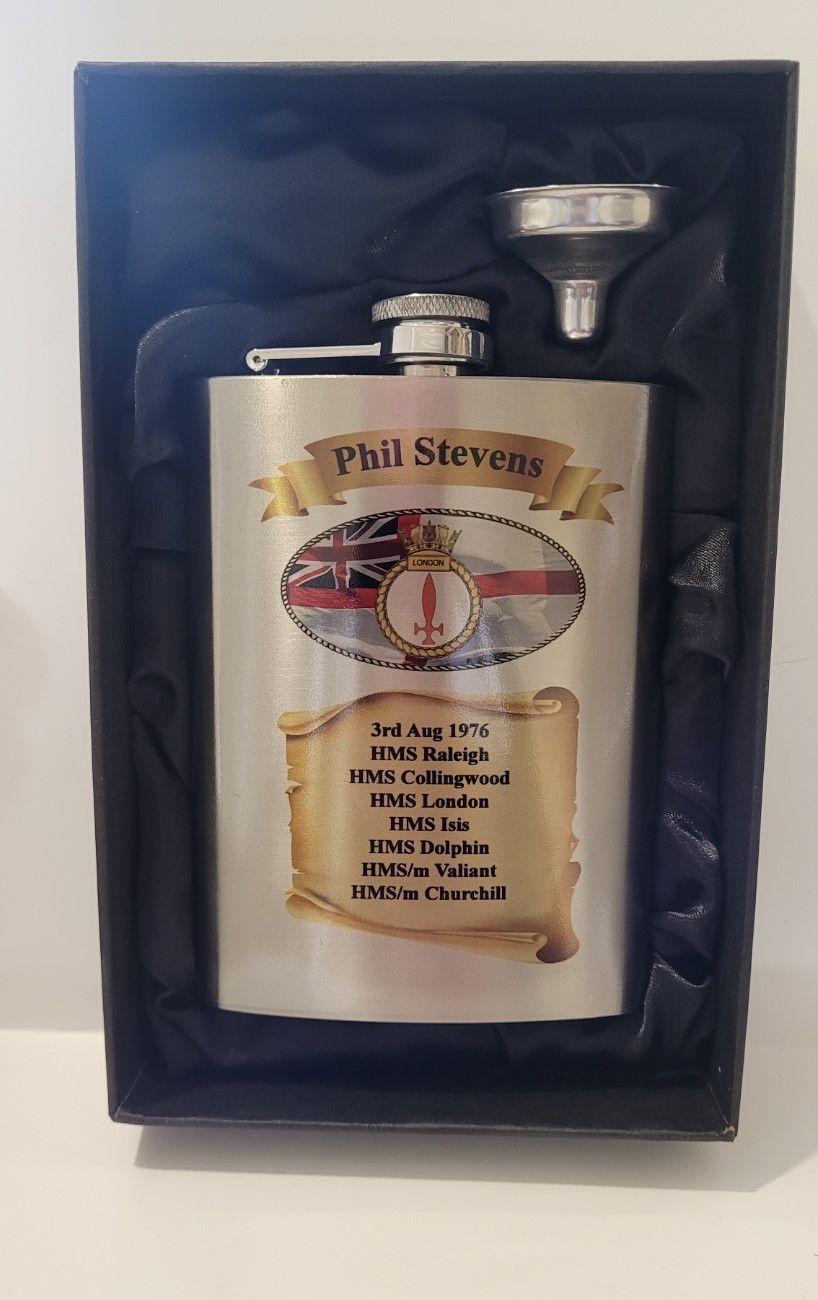 Phil Stevens
LONDON
3rd Aug 1976
HMS Raleigh
HMS Collingwood
HMS London
HMS Isis
HMS Dolphin
HMS/m Valiant
HMS/m Churchill